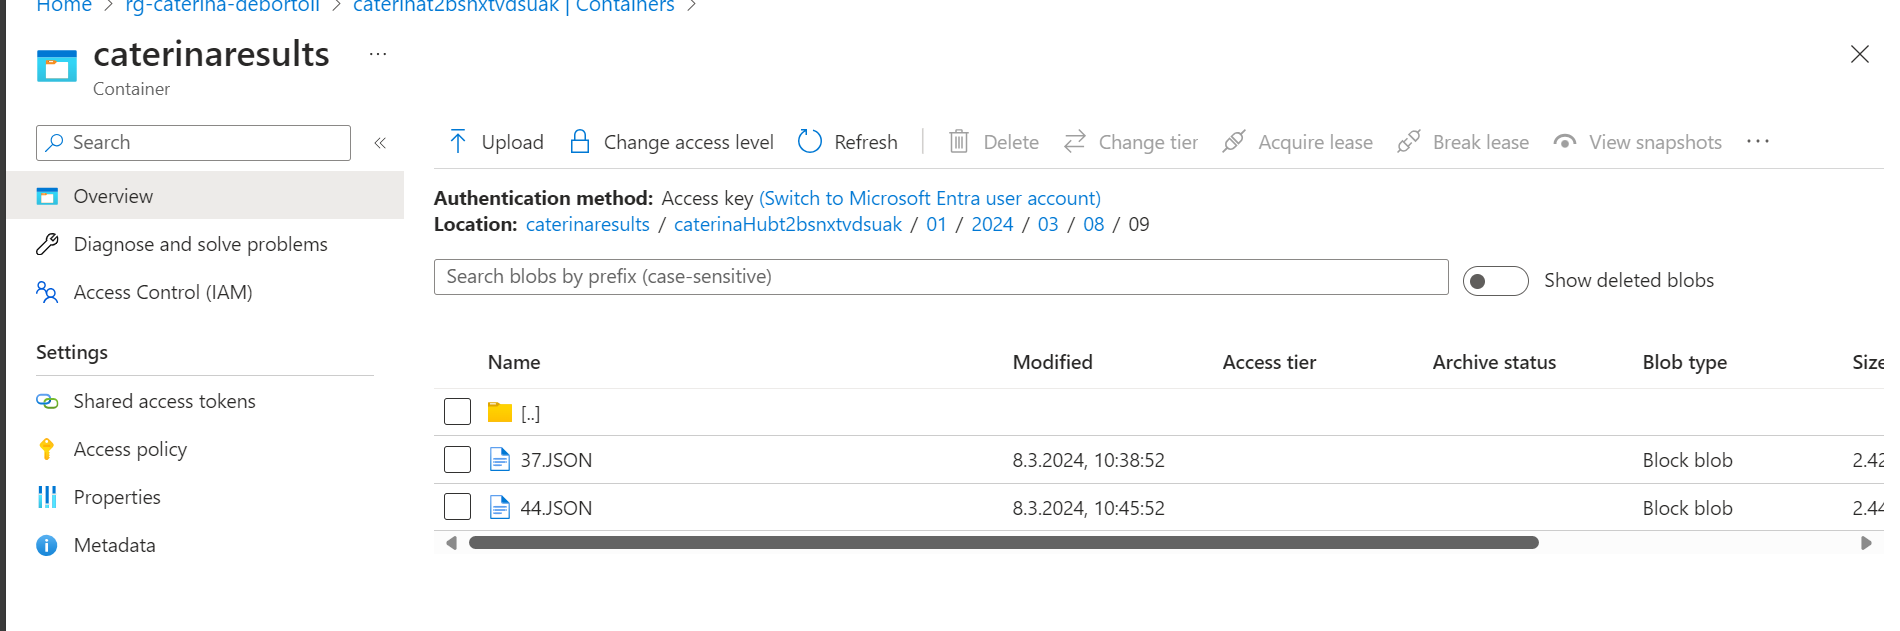 Home > rg-caterina-debortoli > caterinat2bsnxtvdsuak | Containers >
caterinaresults ...
Container
Search «
Overview
Diagnose and solve problems
Access Control (IAM)
Settings
Shared access tokens
Access policy
Properties
Metadata
Upload Change access level Refresh Delete Change tier Acquire lease Break lease View snapshots ...
Authentication method: Access key (Switch to Microsoft Entra user account)
Location: caterinaresults / caterinaHubt2bsnxtvdsuak / 01 / 2024 / 03 / 08 / 09
Search blobs by prefix (case-sensitive) Show deleted blobs
Name Modified Access tier Archive status Blob type Size
[..]
37.JSON 8.3.2024, 10:38:52 Block blob 2.42
44.JSON 8.3.2024, 10:45:52 Block blob 2.44